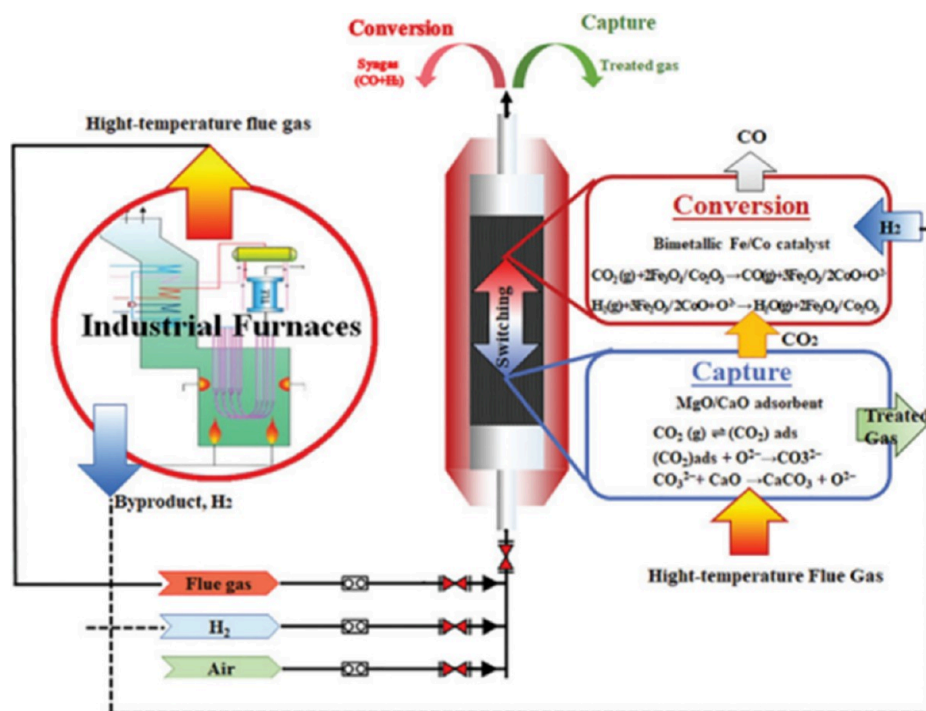 Conversion
Capture
Syngas
(CO+H₂)
Treated gas
Hight-temperature flue gas
Industrial Furnaces
Byproduct, H₂
Switching
CO
Conversion
H₂
Bimetallic Fe/Co catalyst
CO₂(g)+2Fe₃O₄/Co₂O₃→CO(g)+3Fe₂O₃/2CoO+O²⁻
H₂(g)+3Fe₂O₃/2CoO+O²⁻→H₂O(g)+2Fe₃O₄/Co₂O₃
CO₂
Capture
MgO/CaO adsorbent
CO₂ (g) ⇌ (CO₂) ads
(CO₂)ads + O²⁻→CO3²⁻
CO₃²⁻+ CaO →CaCO₃ + O²⁻
Treated
Gas
Hight-temperature Flue Gas
Flue gas
H₂
Air